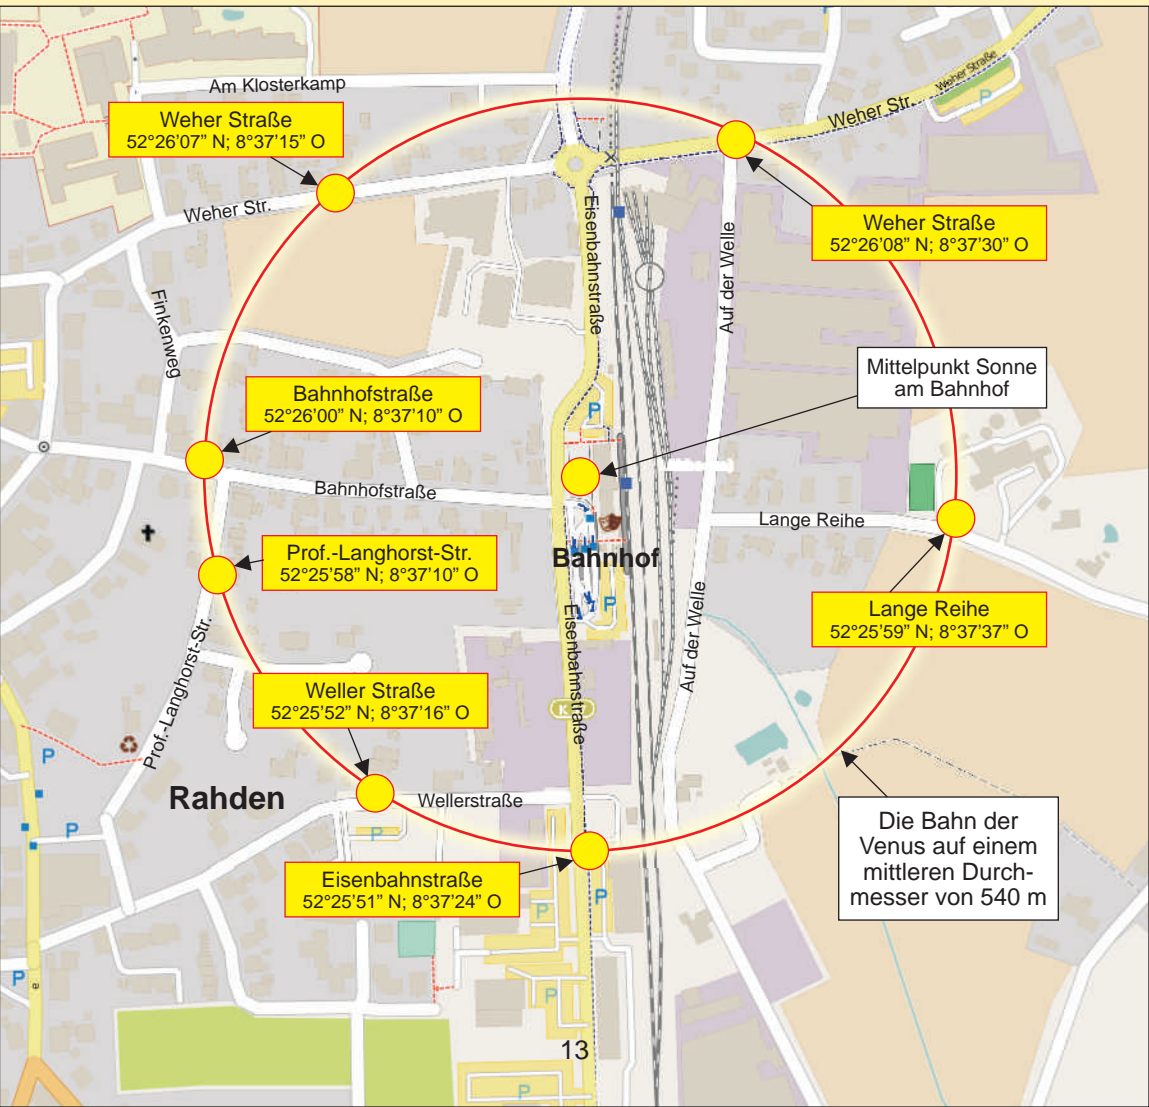 Am Klosterkamp
Weher Straße
52°26’07” N; 8°37’15” O
Weher Str.
Weher Straße
P
Weher Str.
Weher Straße
52°26’08” N; 8°37’30” O
Eisenbahnstraße
Auf der Welle
Finkenweg
Mittelpunkt Sonne
am Bahnhof
Bahnhofstraße
52°26’00” N; 8°37’10” O
P
Bahnhofstraße
Lange Reihe
Prof.-Langhorst-Str.
52°25’58” N; 8°37’10” O
Bahnhof
P
Lange Reihe
52°25’59” N; 8°37’37” O
Eisenbahnstraße
Auf der Welle
Prof.-Langhorst-Str.
Weller Straße
52°25’52” N; 8°37’16” O
K
P
Rahden
Wellerstraße
P
P
Die Bahn der
Venus auf einem
mittleren Durch-
messer von 540 m
Eisenbahnstraße
52°25’51” N; 8°37’24” O
P
P
P
e
P
13
P